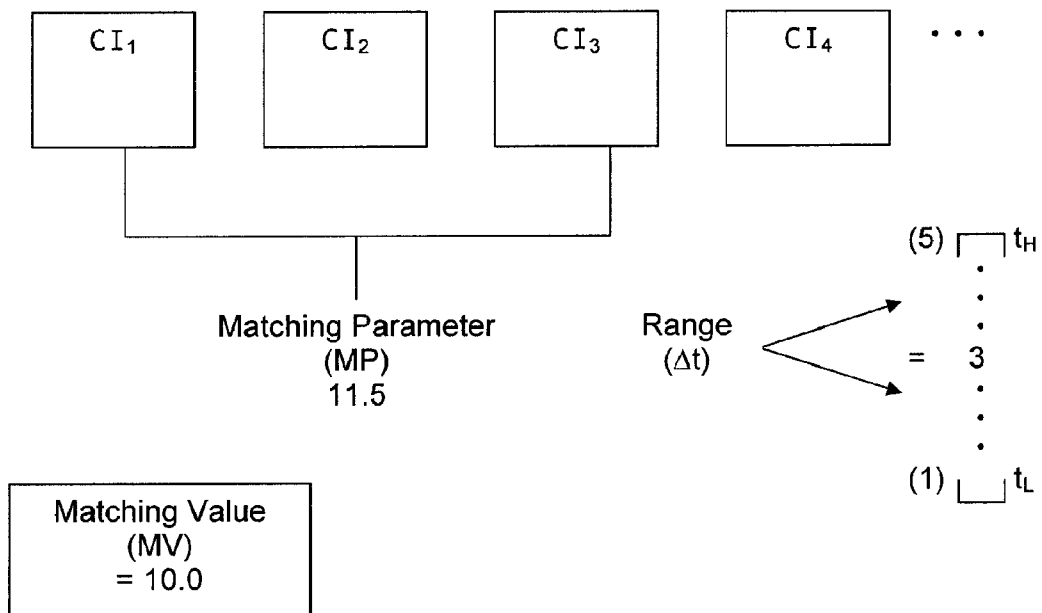 CI₁ CI₂ CI₃ CI₄ • • •
(5) t_H
Matching Parameter
(MP)
11.5
Range
(Δt)
= 3
(1) t_L
Matching Value
(MV)
= 10.0